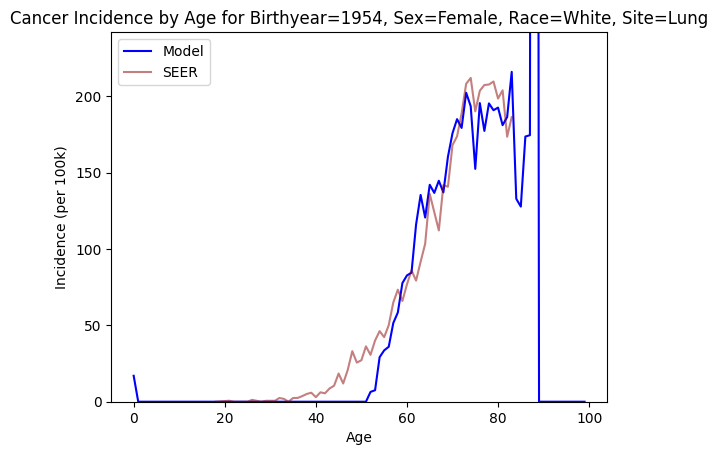 Cancer Incidence by Age for Birthyear=1954, Sex=Female, Race=White, Site=Lung
Model
SEER
200
150
100
50
0
Incidence (per 100k)
0 20 40 60 80 100
Age